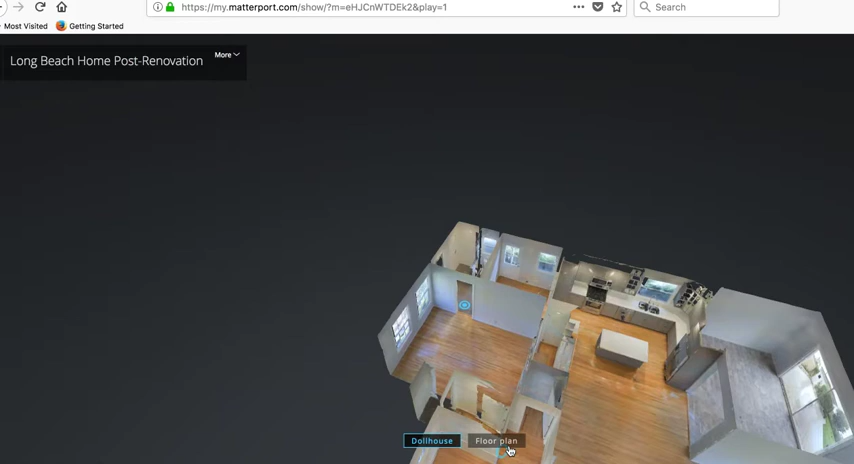 https://my.matterport.com/show/?m=eHJCnWTDEk2&play=1
Search
Most Visited
Getting Started
Long Beach Home Post-Renovation
More
Dollhouse
Floor plan